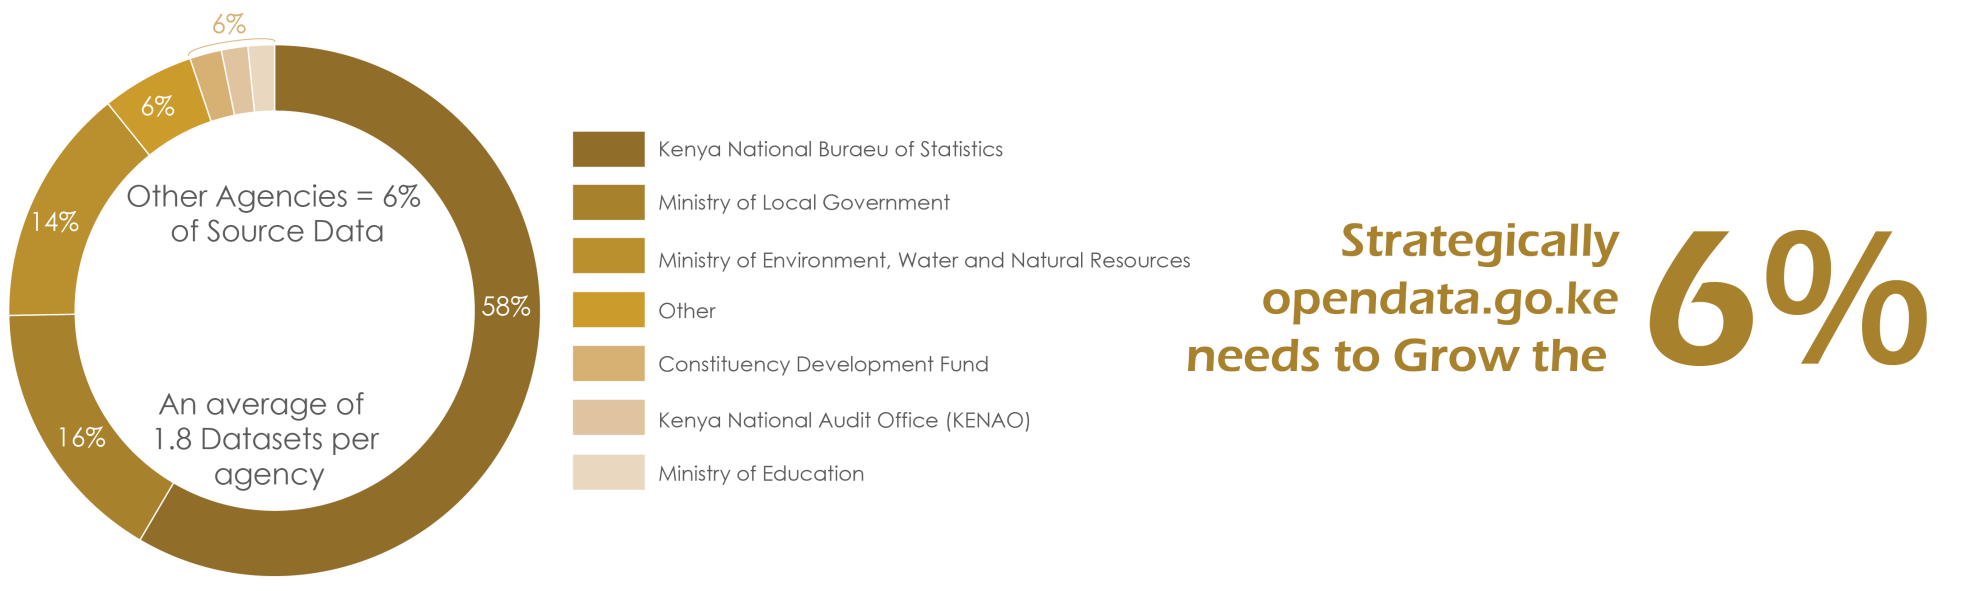 6%
6%
14%
16%
58%
Other Agencies = 6%
of Source Data
An average of
1.8 Datasets per
agency
Kenya National Buraeu of Statistics
Ministry of Local Government
Ministry of Environment, Water and Natural Resources
Other
Constituency Development Fund
Kenya National Audit Office (KENAO)
Ministry of Education
Strategically
opendata.go.ke
needs to Grow the
6%